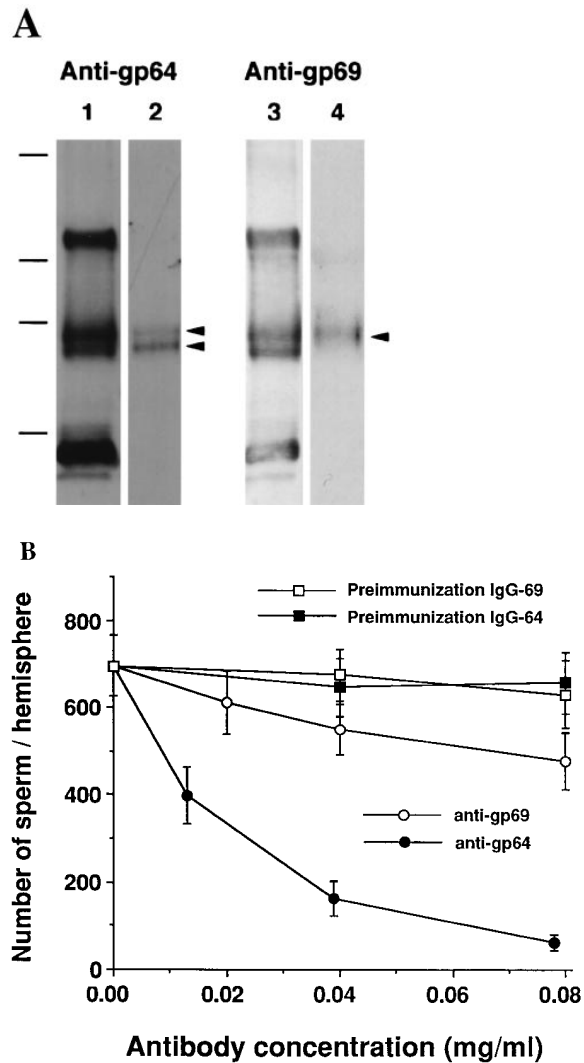 A
Anti-gp64 Anti-gp69
1 2 3 4
B
Number of sperm / hemisphere
800
600
400
200
0
Preimmunization IgG-69
Preimmunization IgG-64
anti-gp69
anti-gp64
0.00 0.02 0.04 0.06 0.08
Antibody concentration (mg/ml)